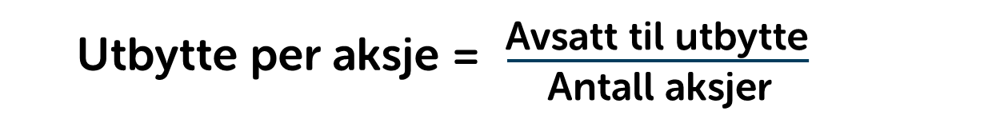 Utbytte per aksje = Avsatt til utbytte
Antall aksjer